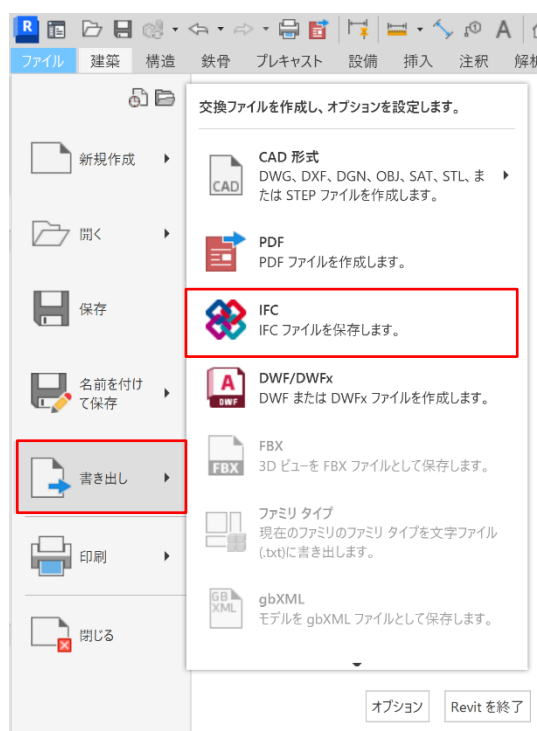 R
A
ファイル 建築 構造 鉄骨 プレキャスト 設備 挿入 注釈
交換ファイルを作成し、オプションを設定します。
新規作成
開く
保存
名前を付け
て保存
書き出し
印刷
閉じる
CAD
CAD 形式
DWG、DXF、DGN、OBJ、SAT、STL、ま
たは STEP ファイルを作成します。
PDF
PDF ファイルを作成します。
IFC
IFC ファイルを保存します。
A
DWF
DWF/DWFx
DWF または DWFx ファイルを作成します。
FBX
FBX
3D ビューを FBX ファイルとして保存します。
ファミリ タイプ
現在のファミリのファミリ タイプを文字ファイル
(.txt)に書き出します。
GB
XML
gbXML
モデルを gbXML ファイルとして保存します。
オプション Revit を終了